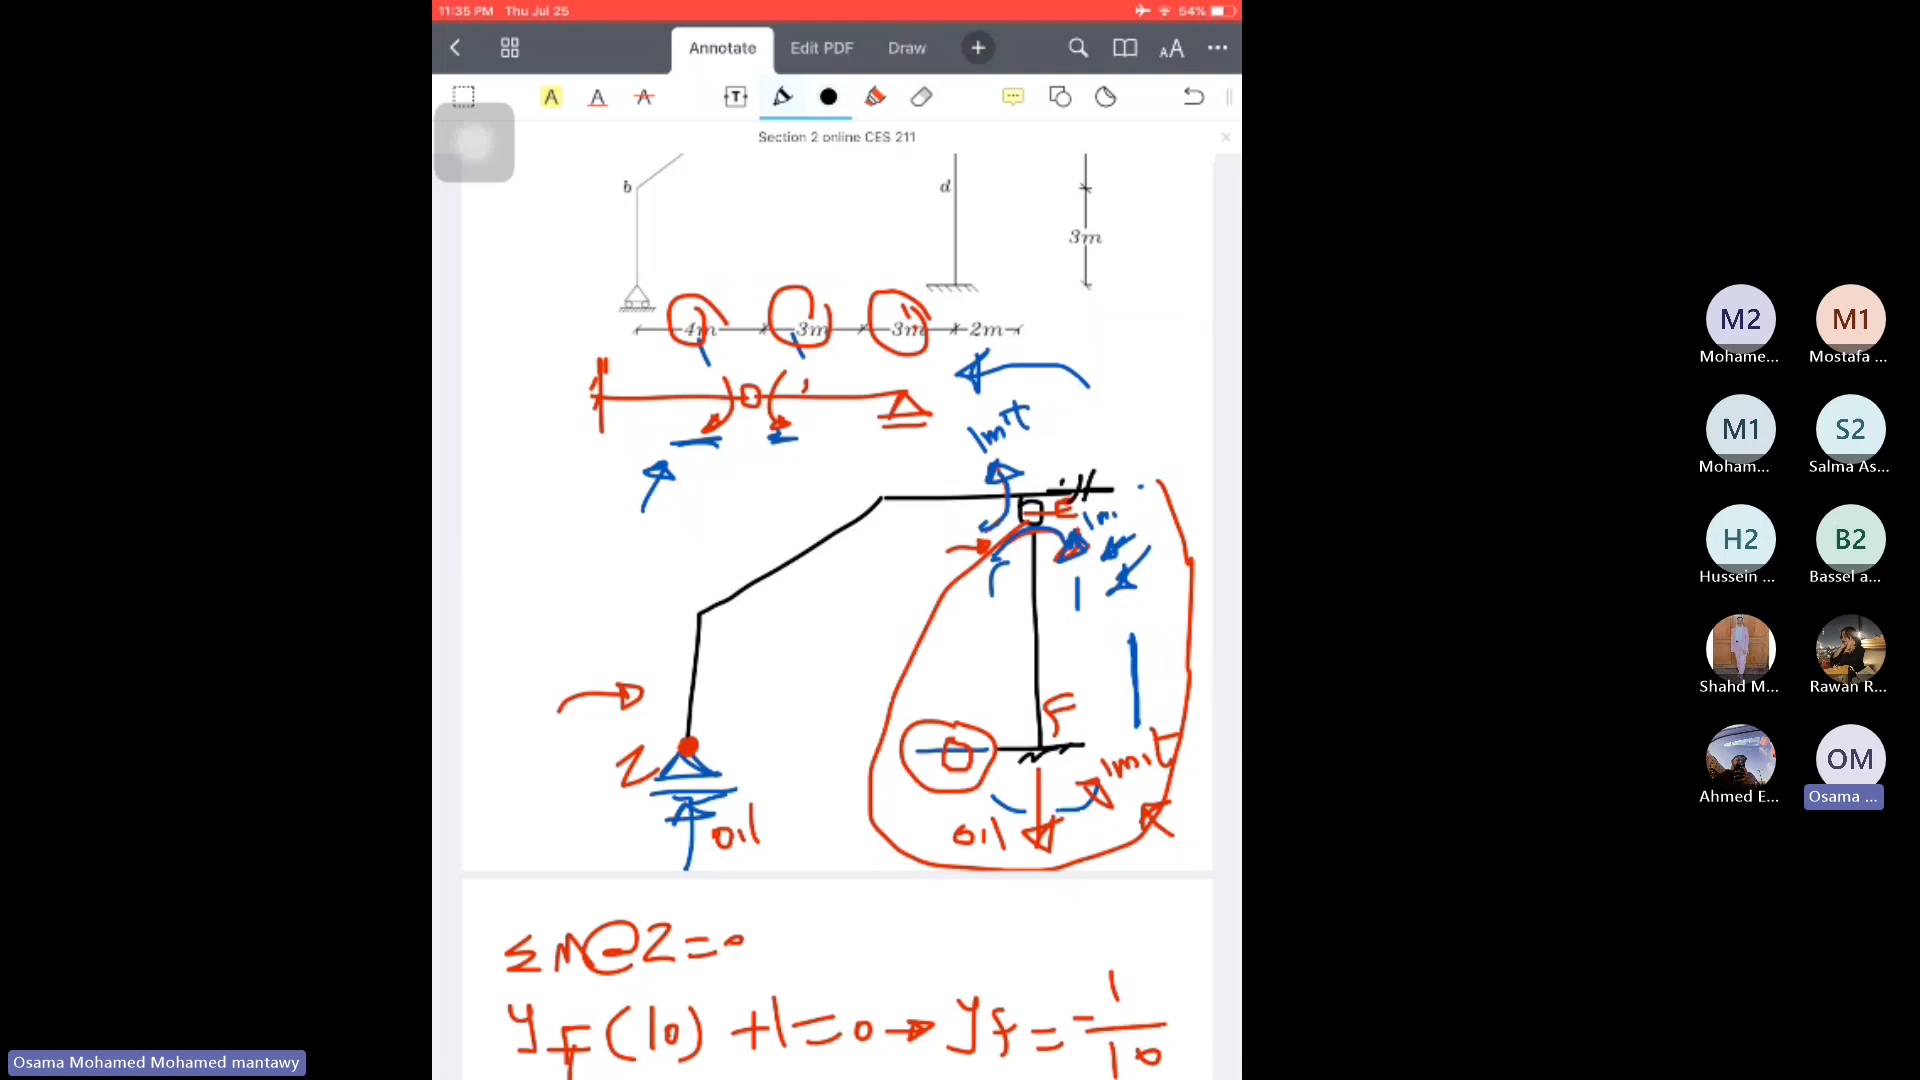 11:35 PM Thu Jul 25
54%
Annotate
Edit PDF
Draw
AA
A A A
T
Section 2 online CES 211
b
d
3m
4m 3m 3m 2m
1m't
E
1m
F
1m't
Z
0.1
0.1
ΣM@Z=0
yF(10) +1=0 → yf = -1/10
M2
Mohame...
M1
Mostafa ...
M1
Moham...
S2
Salma As...
H2
Hussein ...
B2
Bassel a...
Shahd M...
Rawan R...
Ahmed E...
OM
Osama ...
Osama Mohamed Mohamed mantawy